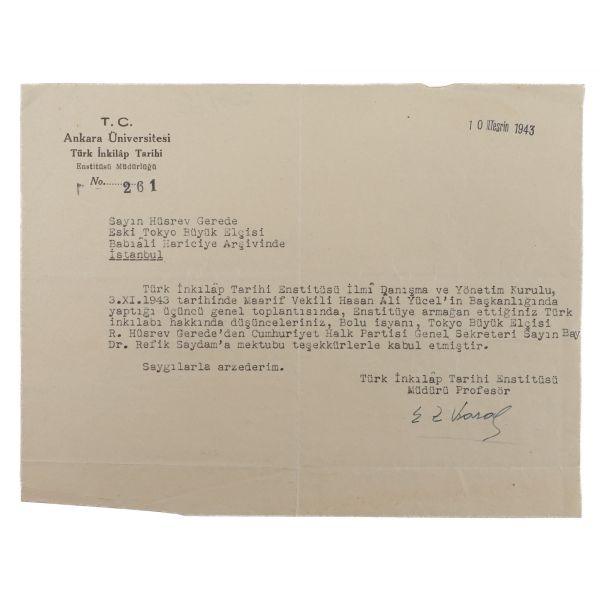 T. C.
Ankara Üniversitesi
Türk İnkilâp Tarihi
Enstitüsü Müdürlüğü
No. 261
10 IITeşrin 1943
Sayın Hüsrev Gerede
Eski Tokyo Büyük Elçisi
Babıâli Hariciye Arşivinde
İstanbul
Türk İnkılâp Tarihi Enstitüsü İlmî Danışma ve Yönetim Kurulu,
3.XI.1943 tarihinde Maarif Vekili Hasan Âli Yücel'in Başkanlığında
yaptığı üçüncü genel toplantısında, Enstitüye armağan ettiğiniz Türk
inkılabı hakkında düşünceleriniz, Bolu isyanı, Tokyo Büyük Elçisi
R. Hüsrev Gerede'den Cumhuriyet Halk Partisi Genel Sekreteri Sayın Bay
Dr. Refik Saydam'a mektubu teşekkürlerle kabul etmiştir.
Saygılarla arzederim.
Türk İnkılâp Tarihi Enstitüsü
Müdürü Profesör
E Z Karal